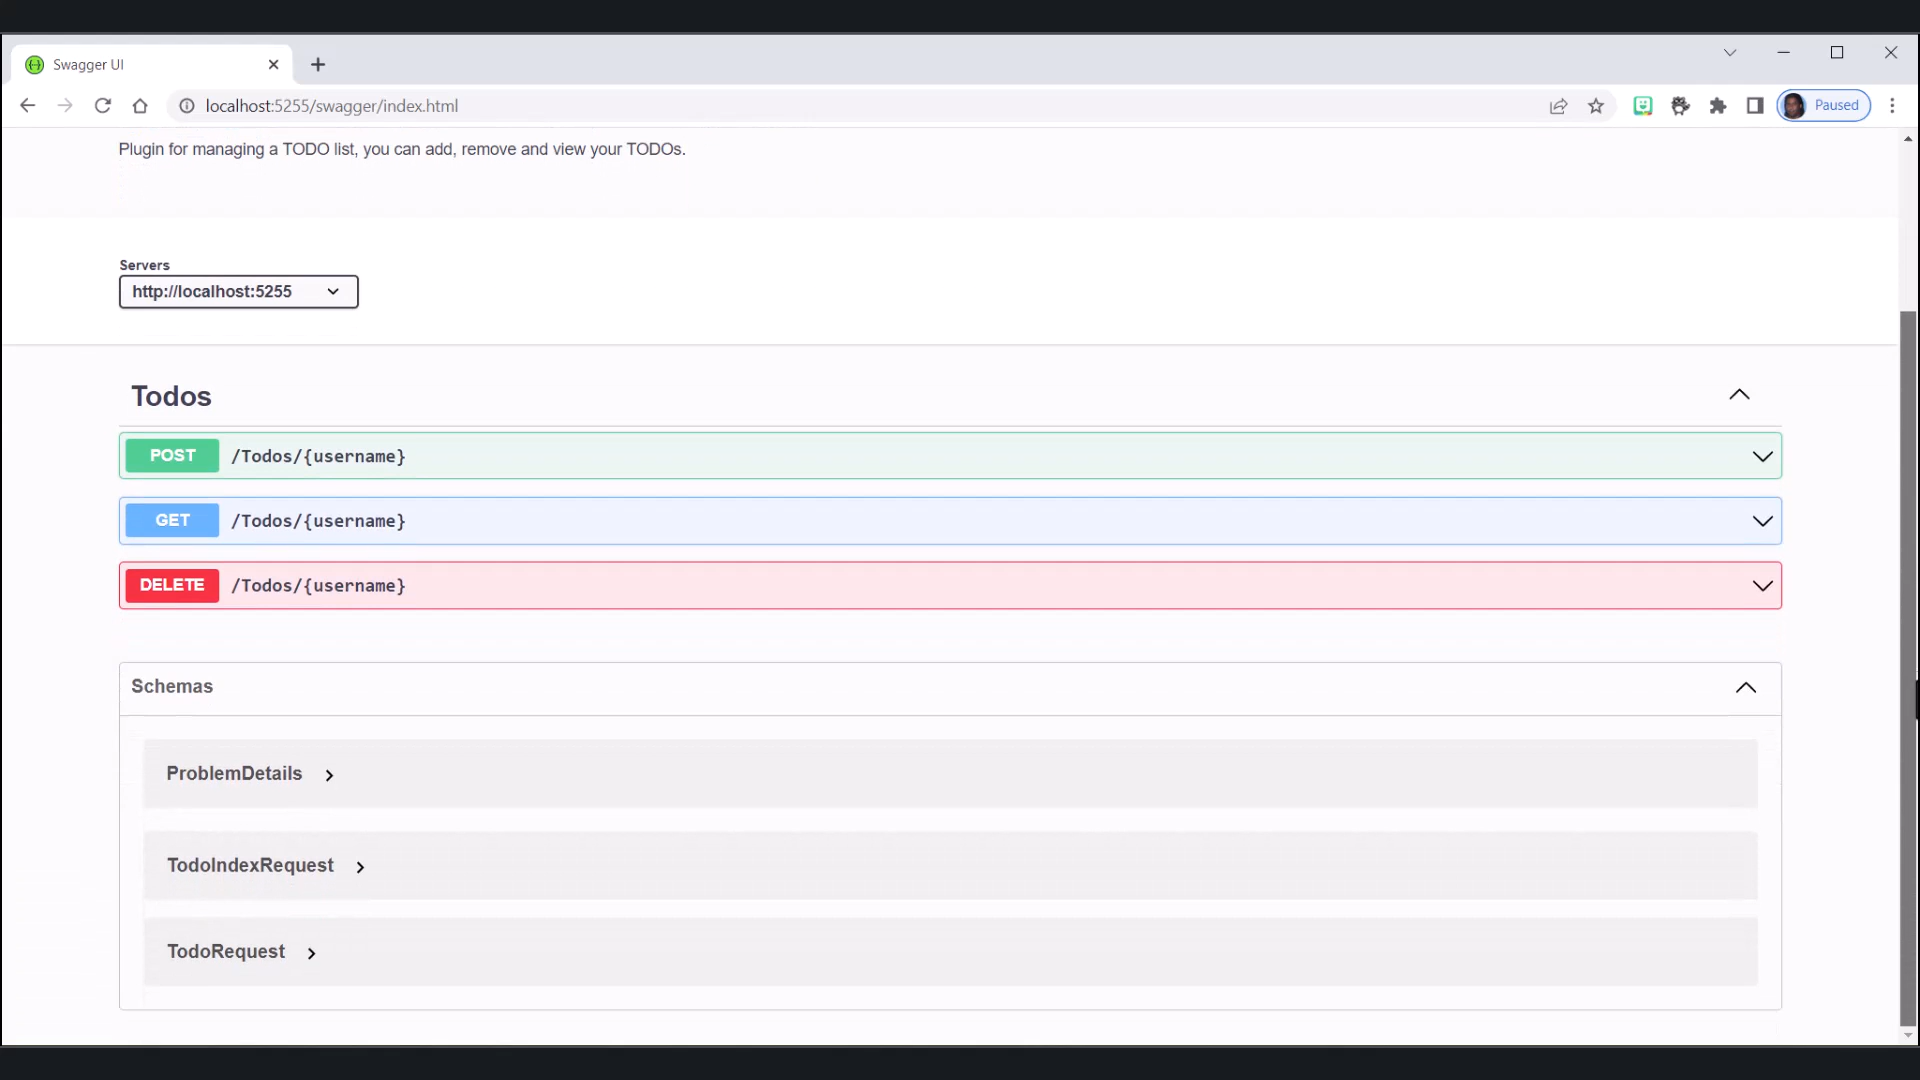 Swagger UI
localhost:5255/swagger/index.html
Paused
Plugin for managing a TODO list, you can add, remove and view your TODOs.
Servers
http://localhost:5255
Todos
POST /Todos/{username}
GET /Todos/{username}
DELETE /Todos/{username}
Schemas
ProblemDetails
TodoIndexRequest
TodoRequest